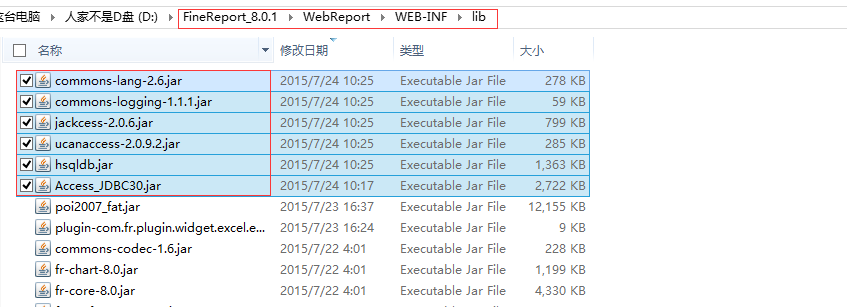 这台电脑 › 人家不是D盘 (D:) › FineReport_8.0.1 › WebReport › WEB-INF › lib
名称 修改日期 类型 大小
commons-lang-2.6.jar 2015/7/24 10:25 Executable Jar File 278 KB
commons-logging-1.1.1.jar 2015/7/24 10:25 Executable Jar File 59 KB
jackcess-2.0.6.jar 2015/7/24 10:25 Executable Jar File 799 KB
ucanaccess-2.0.9.2.jar 2015/7/24 10:25 Executable Jar File 285 KB
hsqldb.jar 2015/7/24 10:25 Executable Jar File 1,363 KB
Access_JDBC30.jar 2015/7/24 10:17 Executable Jar File 2,722 KB
poi2007_fat.jar 2015/7/23 16:37 Executable Jar File 12,155 KB
plugin-com.fr.plugin.widget.excel.e... 2015/7/23 16:24 Executable Jar File 9 KB
commons-codec-1.6.jar 2015/7/22 4:01 Executable Jar File 228 KB
fr-chart-8.0.jar 2015/7/22 4:01 Executable Jar File 1,199 KB
fr-core-8.0.jar 2015/7/22 4:01 Executable Jar File 4,330 KB